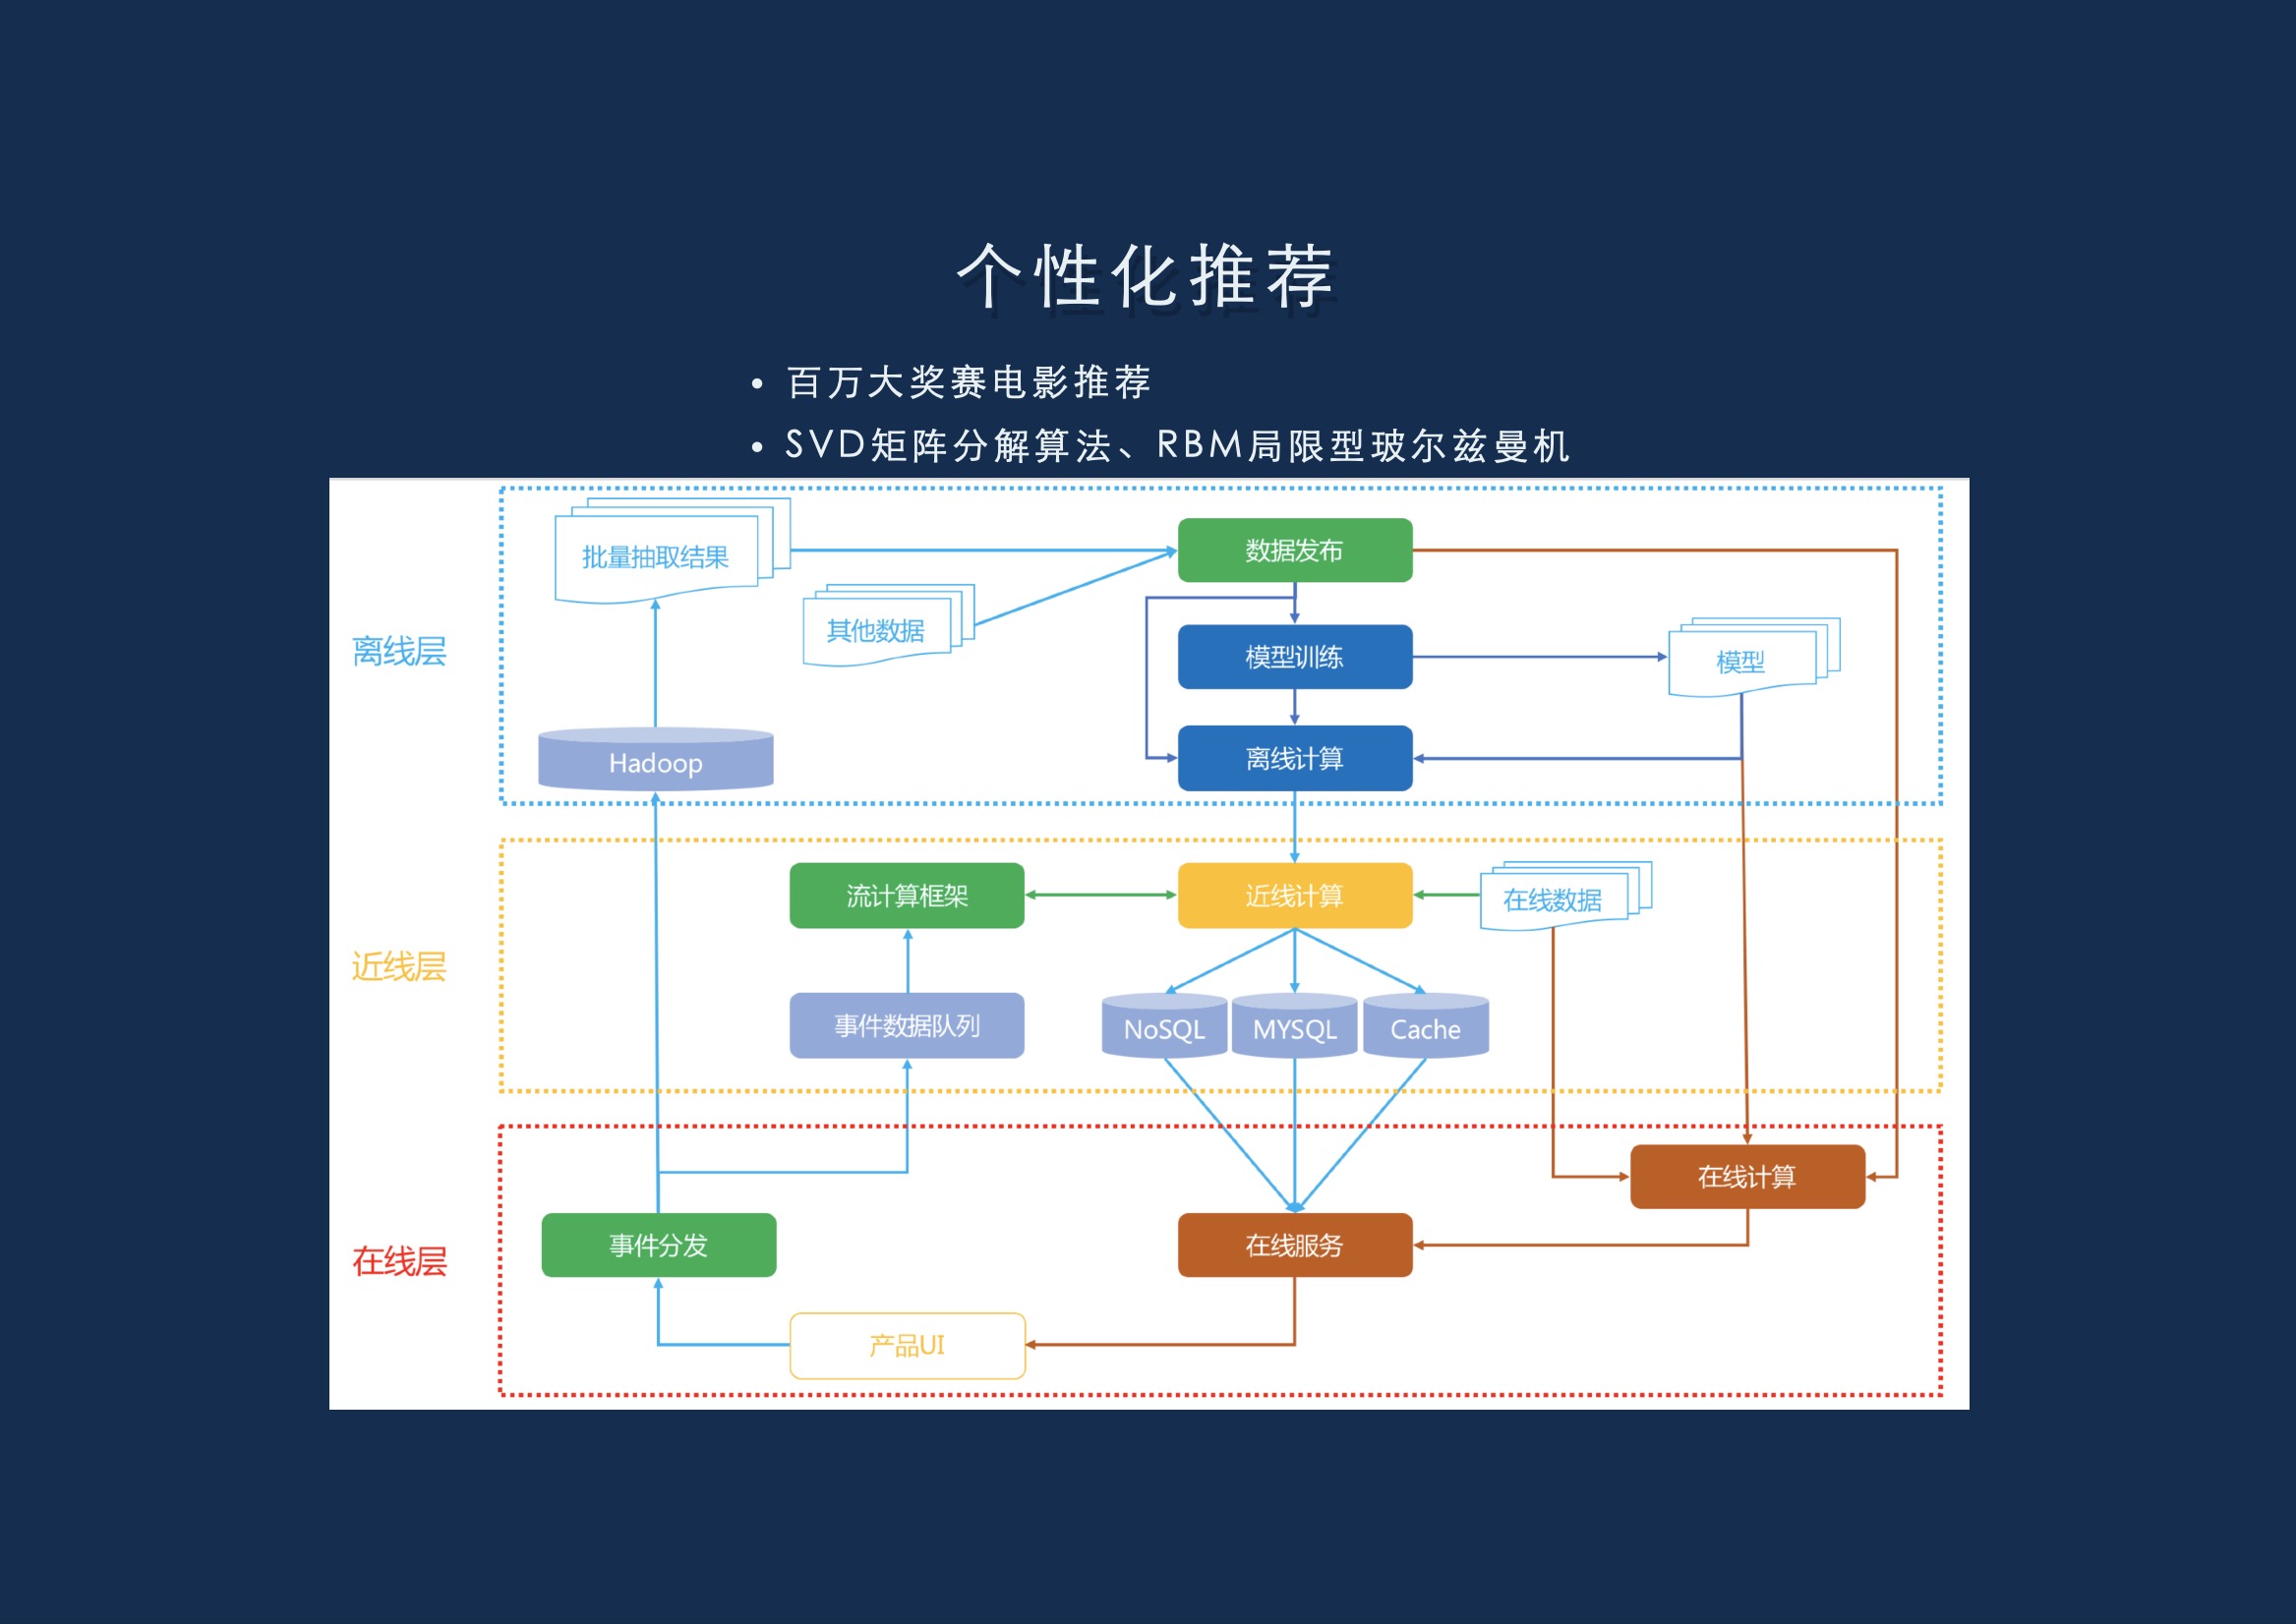 个性化推荐
• 百万大奖赛电影推荐
• SVD矩阵分解算法、RBM局限型玻尔兹曼机
批量抽取结果
数据发布
其他数据
离线层
模型训练
模型
Hadoop
离线计算
流计算框架
近线计算
在线数据
近线层
事件数据队列
NoSQL
MYSQL
Cache
在线计算
在线层
事件分发
在线服务
产品UI